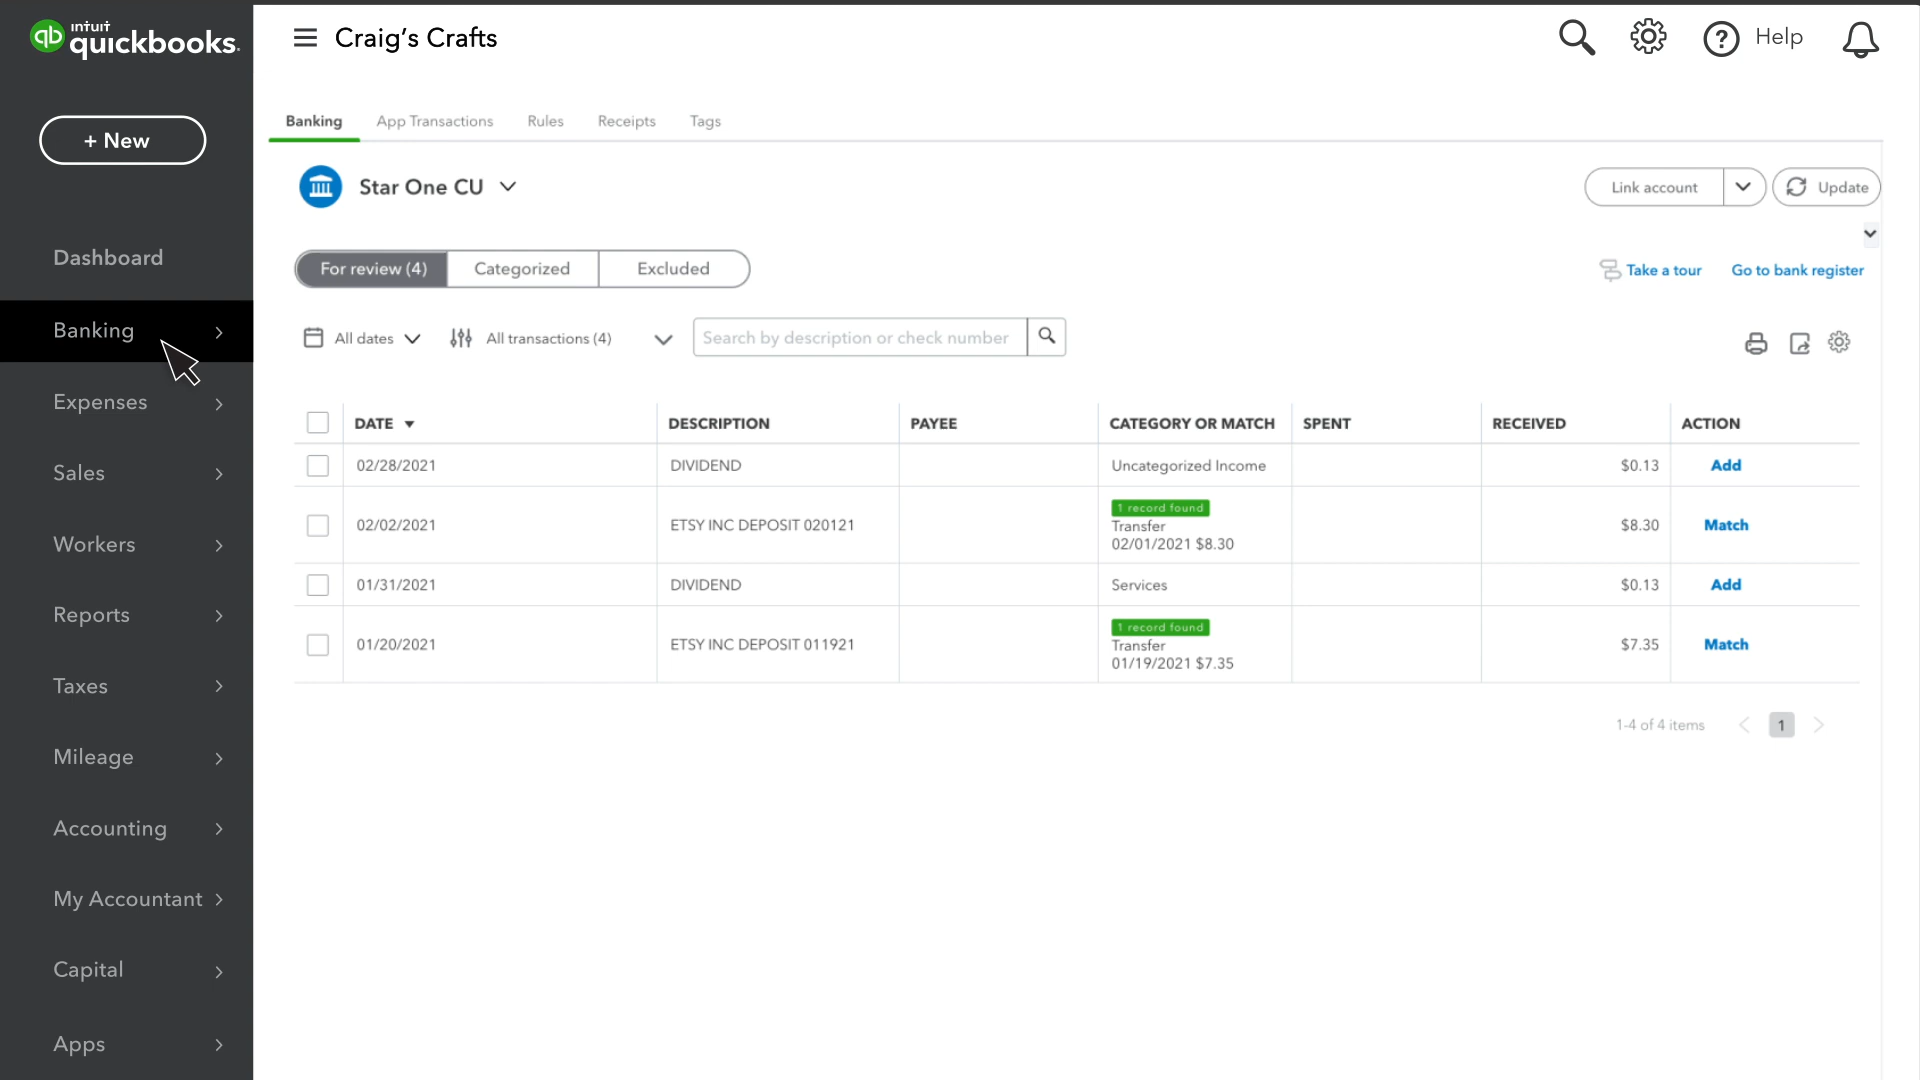 intuit
quickbooks.
Craig's Crafts
Help
+ New
Banking
App Transactions
Rules
Receipts
Tags
Star One CU
Link account
Update
Dashboard
For review (4)
Categorized
Excluded
Take a tour
Go to bank register
Banking
All dates
All transactions (4)
Search by description or check number
Expenses
Sales
Workers
Reports
Taxes
Mileage
Accounting
My Accountant
Capital
Apps
DATE DESCRIPTION PAYEE CATEGORY OR MATCH SPENT RECEIVED ACTION
02/28/2021 DIVIDEND Uncategorized Income $0.13 Add
1 record found
02/02/2021 ETSY INC DEPOSIT 020121 Transfer $8.30 Match
02/01/2021 $8.30
01/31/2021 DIVIDEND Services $0.13 Add
1 record found
01/20/2021 ETSY INC DEPOSIT 011921 Transfer $7.35 Match
01/19/2021 $7.35
1-4 of 4 items
1